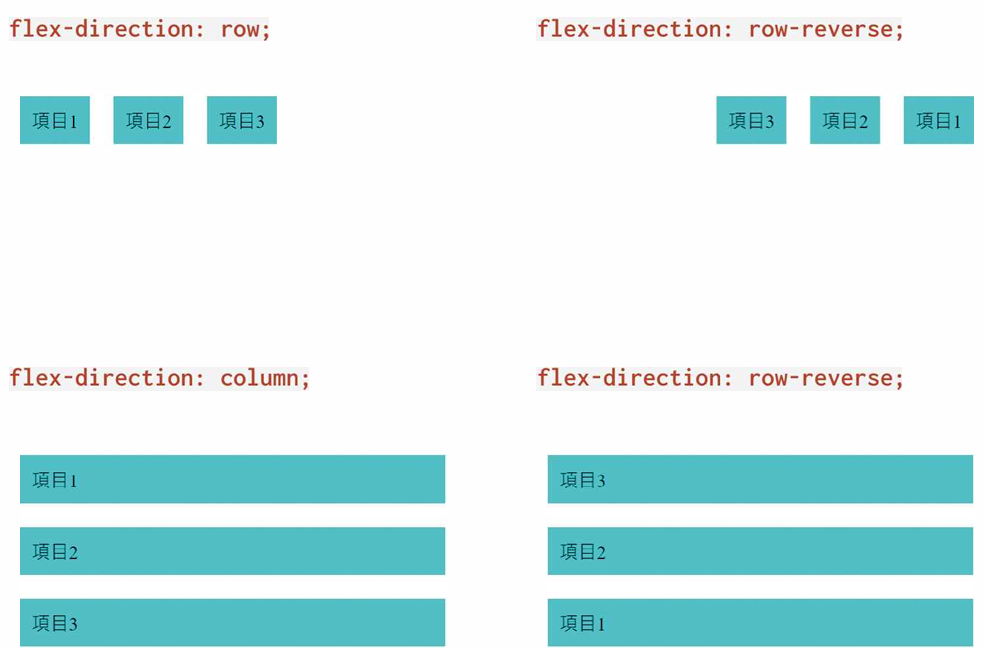 flex-direction: row;
項目1 項目2 項目3
flex-direction: row-reverse;
項目3 項目2 項目1
flex-direction: column;
項目1
項目2
項目3
flex-direction: row-reverse;
項目3
項目2
項目1